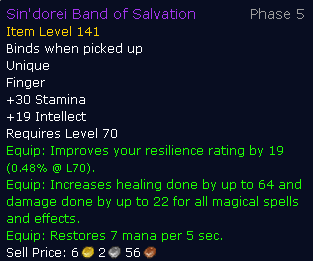 Sin'dorei Band of Salvation Phase 5
Item Level 141
Binds when picked up
Unique
Finger
+30 Stamina
+19 Intellect
Requires Level 70
Equip: Improves your resilience rating by 19
(0.48% @ L70).
Equip: Increases healing done by up to 64 and
damage done by up to 22 for all magical spells
and effects.
Equip: Restores 7 mana per 5 sec.
Sell Price: 6 2 56